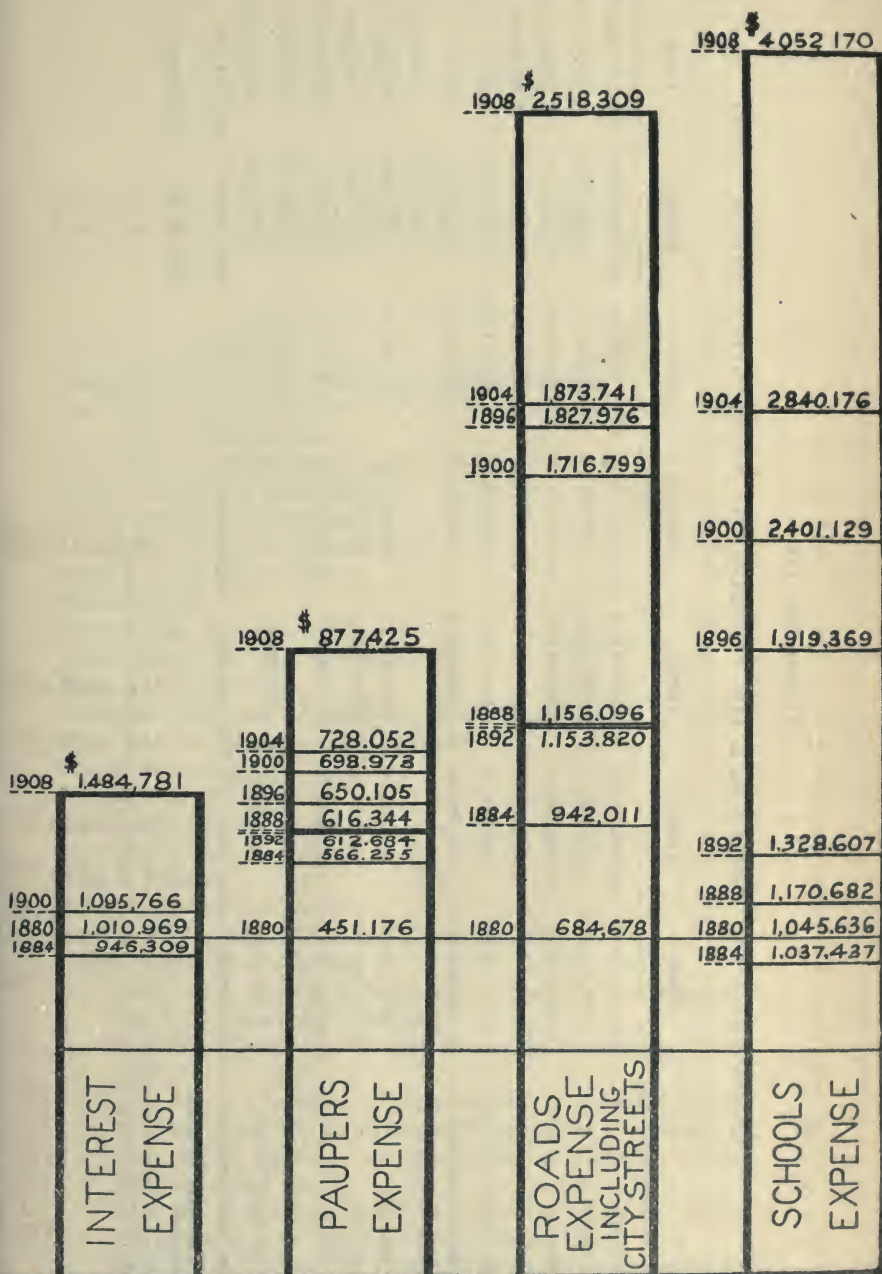 1908 $ 1,484,781
1900 1,095,766
1880 1,010.969
1884 946,309
INTEREST
EXPENSE
1908 $ 877,425
1904 728.052
1900 698.973
1896 650.105
1888 616.344
1892 612.684
1884 566.255
1880 451.176
PAUPERS
EXPENSE
1908 $ 2,518,309
1904 1,873.741
1896 1,827.976
1900 1,716.799
1888 1,156.096
1892 1,153.820
1884 942,011
1880 684,678
ROADS
EXPENSE
INCLUDING
CITY STREETS
1908 $ 4052 170
1904 2,840.176
1900 2,401.129
1896 1,919,369
1892 1.328.607
1888 1,170.682
1880 1,045.636
1884 1.037.437
SCHOOLS
EXPENSE